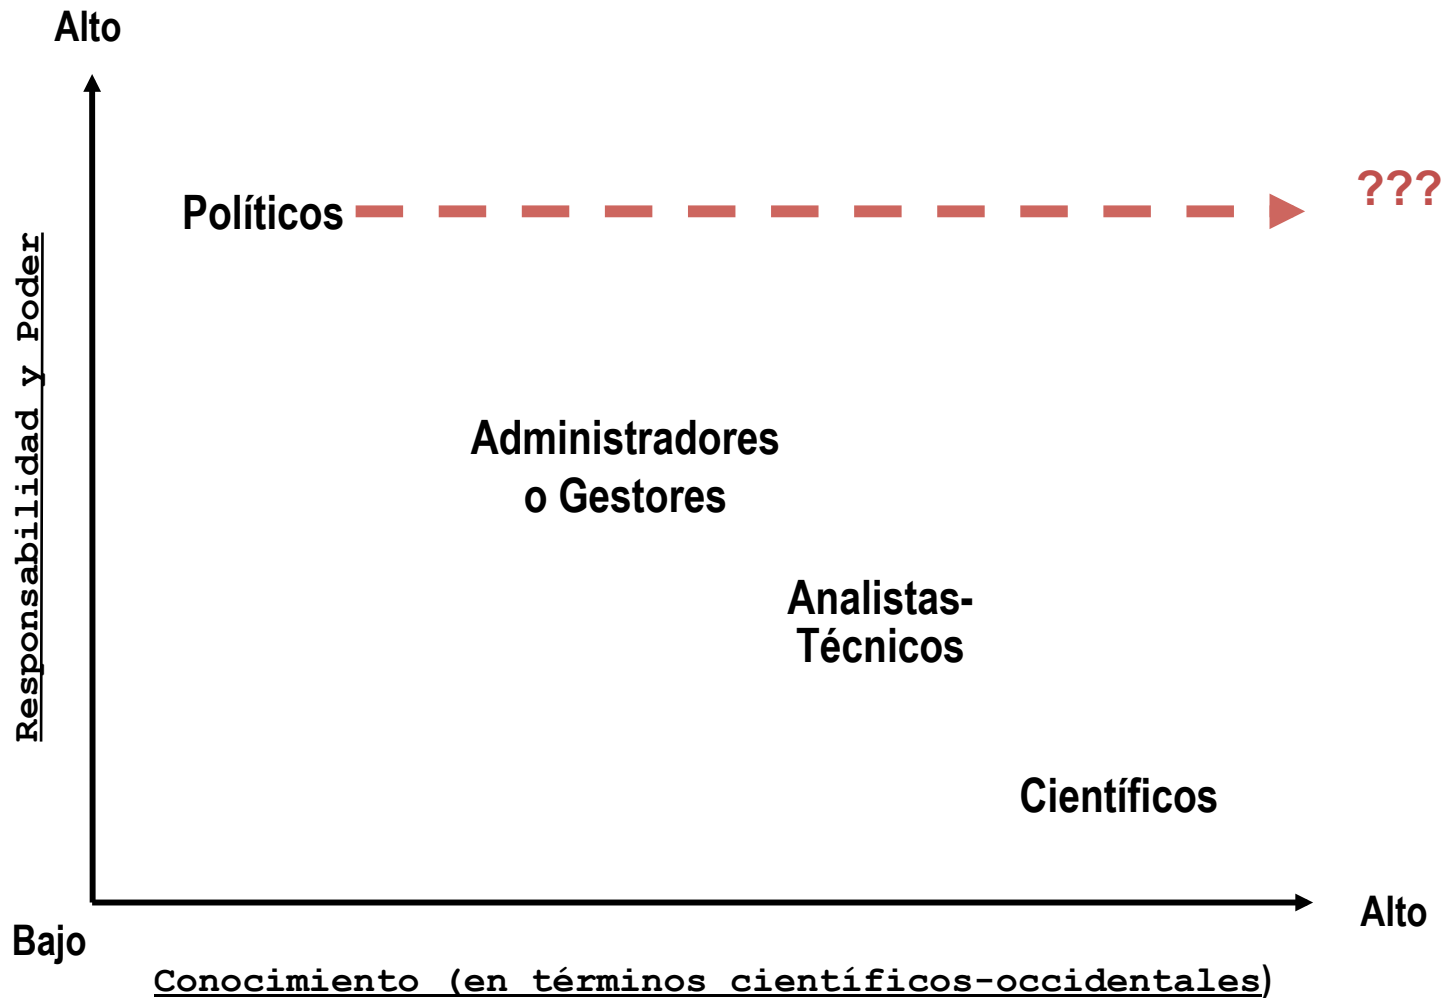 Alto
???
Políticos
Responsabilidad y Poder
Administradores
o Gestores
Analistas-
Técnicos
Científicos
Alto
Bajo
Conocimiento (en términos científicos-occidentales)